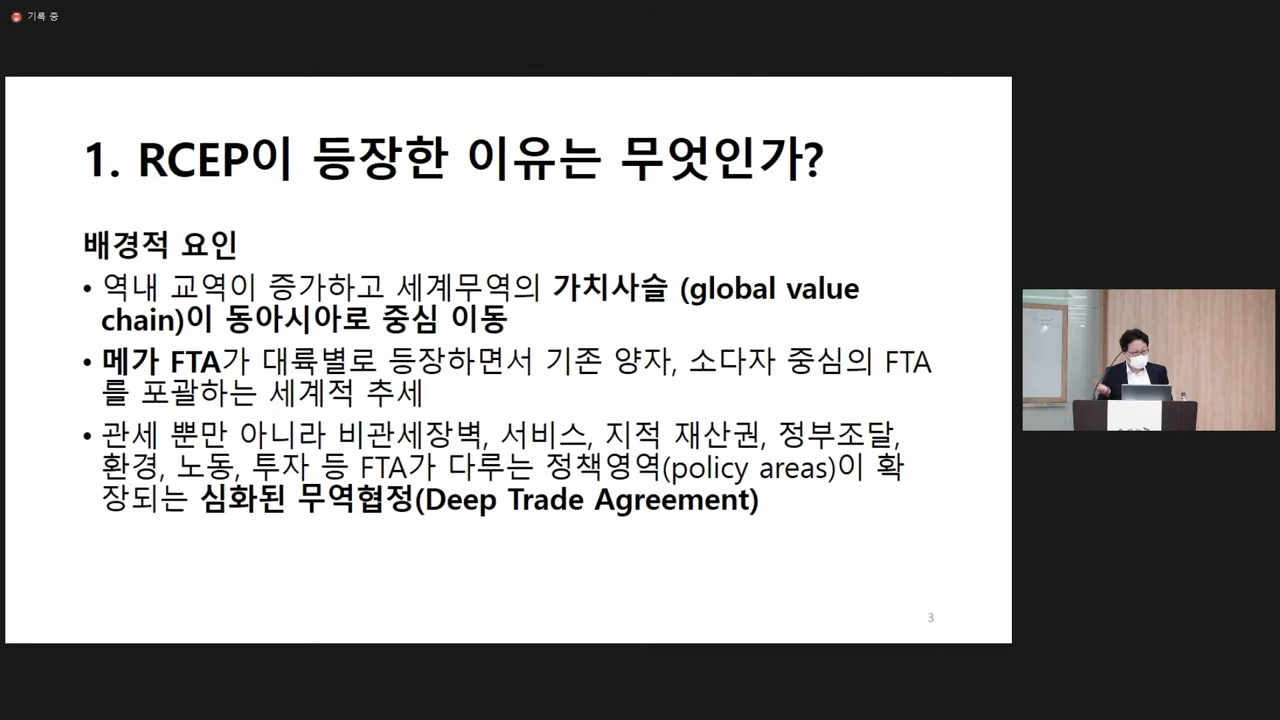 기록 중
1. RCEP이 등장한 이유는 무엇인가?
배경적 요인
• 역내 교역이 증가하고 세계무역의 가치사슬 (global value
chain)이 동아시아로 중심 이동
• 메가 FTA가 대륙별로 등장하면서 기존 양자, 소다자 중심의 FTA
를 포괄하는 세계적 추세
• 관세 뿐만 아니라 비관세장벽, 서비스, 지적 재산권, 정부조달,
환경, 노동, 투자 등 FTA가 다루는 정책영역(policy areas)이 확
장되는 심화된 무역협정(Deep Trade Agreement)
3